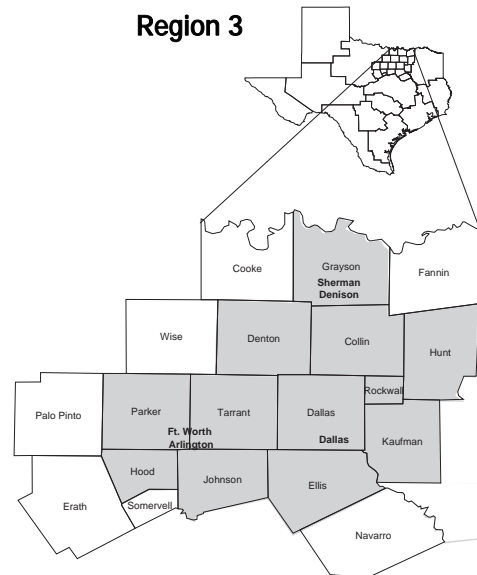 Region 3
Cooke
Grayson
Sherman
Denison
Fannin
Wise
Denton
Collin
Hunt
Rockwall
Palo Pinto
Parker
Tarrant
Dallas
Ft. Worth
Arlington
Dallas
Kaufman
Hood
Johnson
Ellis
Erath
Somervell
Navarro